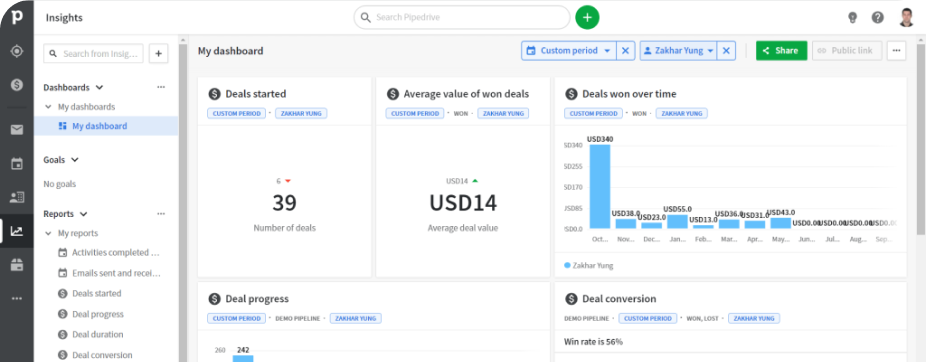 p
Insights
Search Pipedrive
Search from Insig...
Dashboards
My dashboards
My dashboard
Goals
No goals
Reports
My reports
Activities completed ...
Emails sent and recei...
Deals started
Deal progress
Deal duration
Deal conversion
My dashboard
Custom period
Zakhar Yung
Share
Public link
Deals started
CUSTOM PERIOD · ZAKHAR YUNG
6
39
Number of deals
Average value of won deals
CUSTOM PERIOD · WON · ZAKHAR YUNG
USD14
USD14
Average deal value
Deals won over time
CUSTOM PERIOD · WON · ZAKHAR YUNG
SD340
SD255
SD170
JSD85
SD0.0
USD340
USD38.0
USD23.0
USD55.0
USD13.0
USD36.0
USD31.0
USD43.0
USD0.00
USD0.00
USD0.00
USD0.0
Oct... Nov... Dec... Jan... Feb... Mar... Apr... May... Jun... Jul... Aug... Sep...
Zakhar Yung
Deal progress
CUSTOM PERIOD · DEMO PIPELINE · ZAKHAR YUNG
260
242
Deal conversion
DEMO PIPELINE · CUSTOM PERIOD · WON, LOST · ZAKHAR YUNG
Win rate is 56%